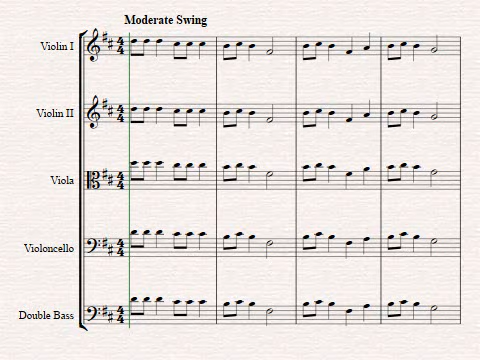 Moderate Swing
Violin I
Violin II
Viola
Violoncello
Double Bass